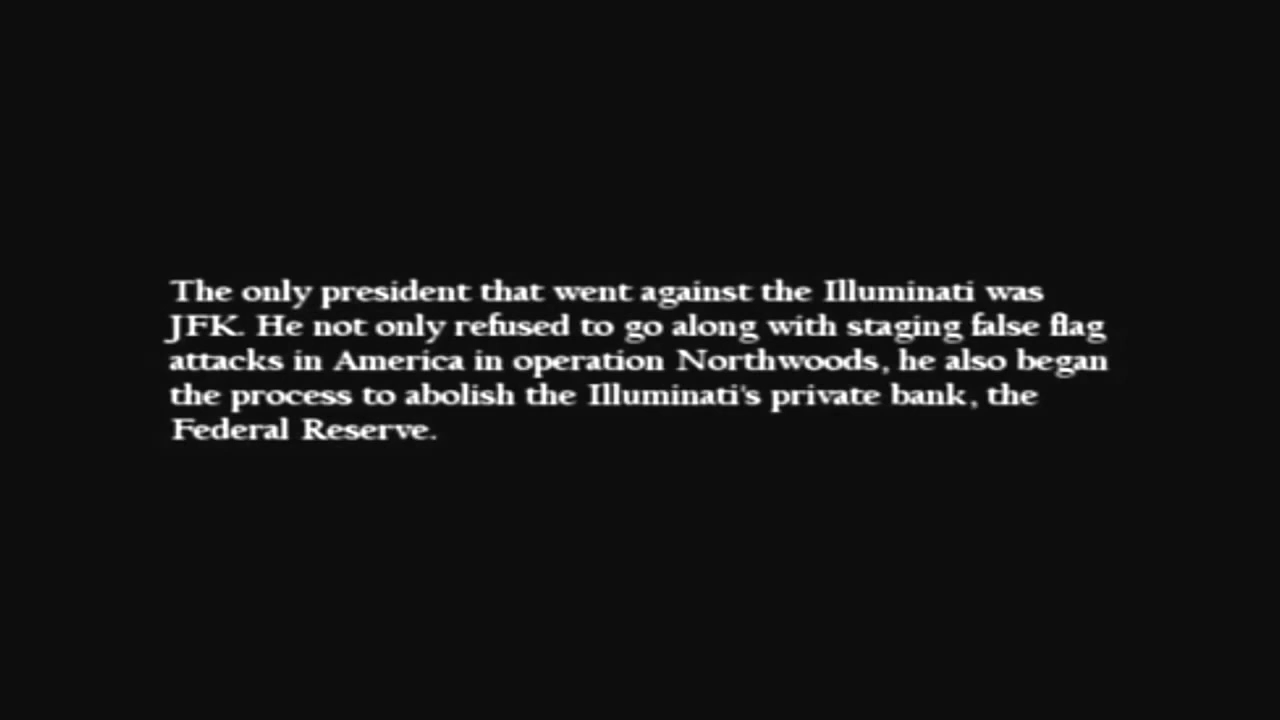 The only president that went against the Illuminati was
JFK. He not only refused to go along with staging false flag
attacks in America in operation Northwoods, he also began
the process to abolish the Illuminati's private bank, the
Federal Reserve.